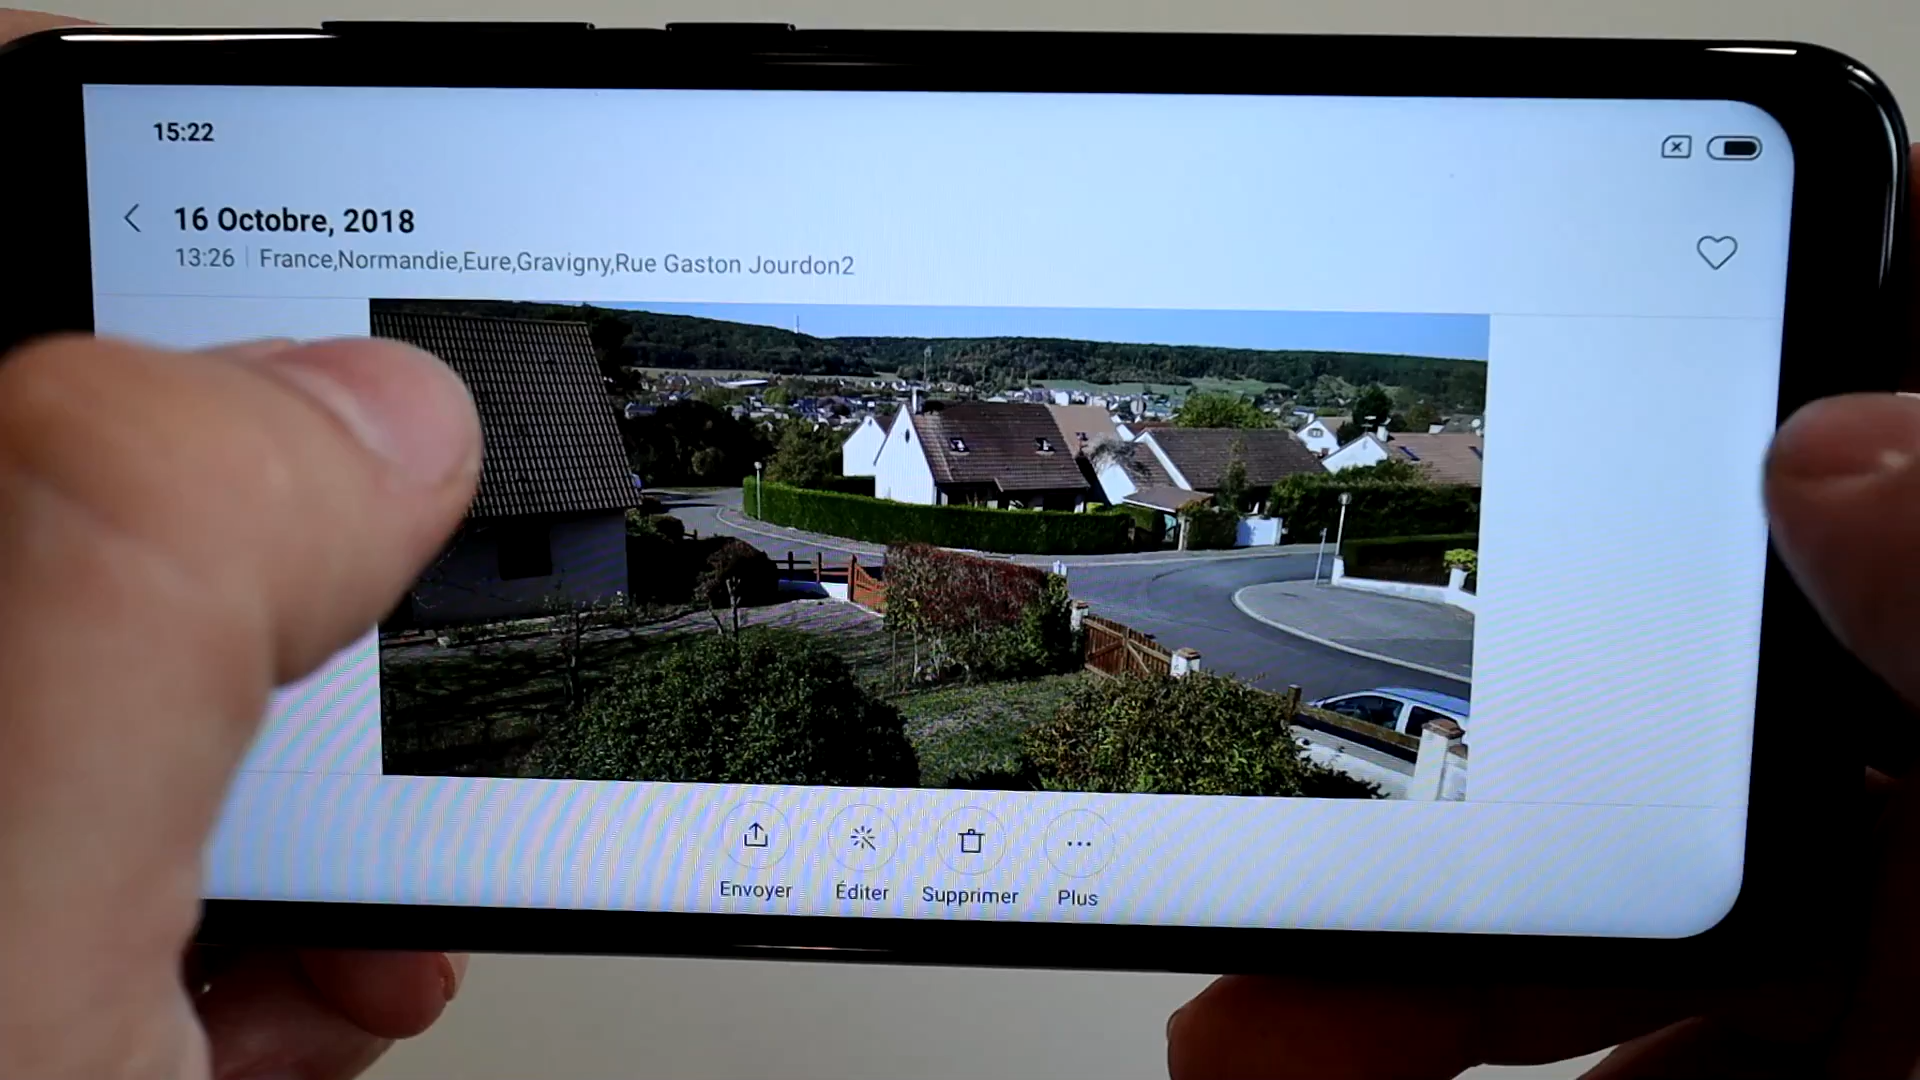 15:22
16 Octobre, 2018
13:26 France,Normandie,Eure,Gravigny,Rue Gaston Jourdon2
Envoyer Éditer Supprimer Plus